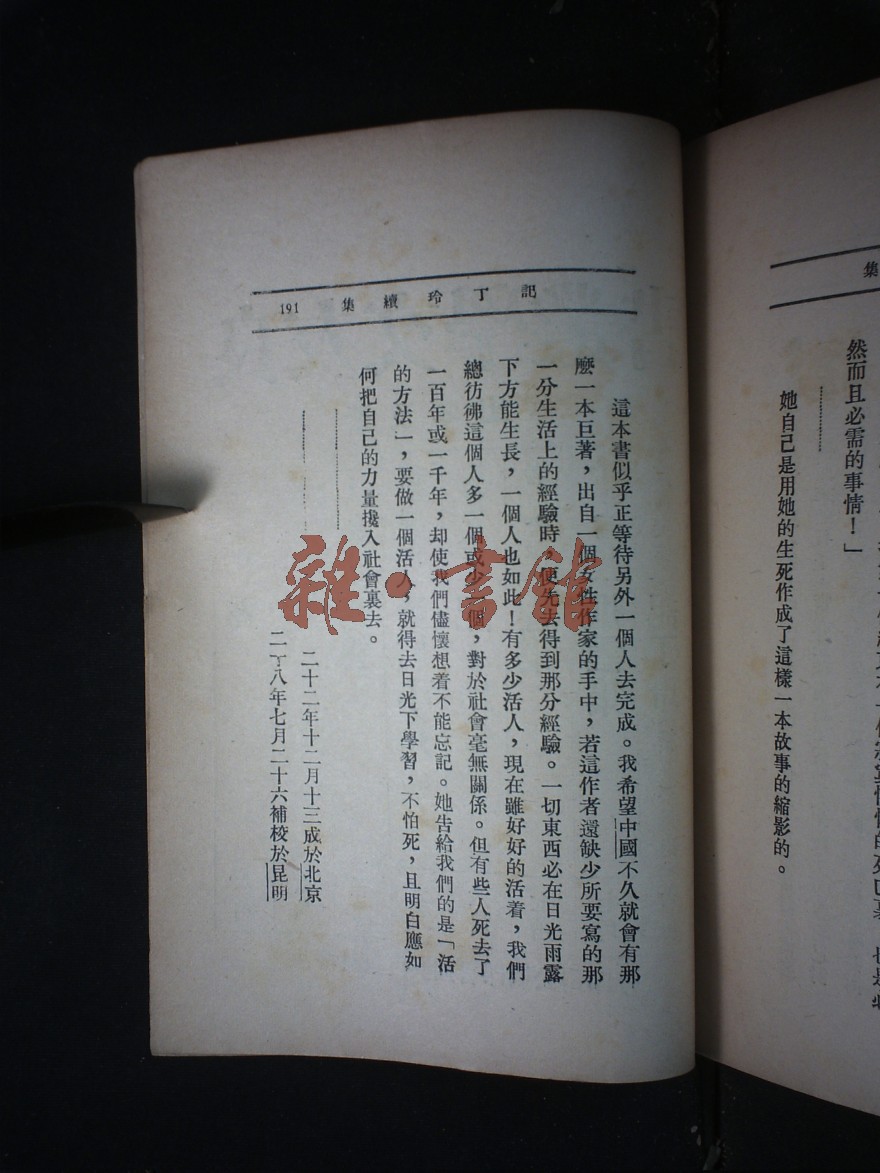 集
然而且必需的事情！」
她自己是用她的生死作成了這樣一本故事的縮影的。
記丁玲續集 191
這本書似乎正等待另外一個人去完成。我希望中國不久就會有那
麼一本巨著，出自一個女性作家的手中，若這作者還缺少所要寫的那
一分生活上的經驗時，便先去得到那分經驗。一切東西必在日光雨露
下方能生長，一個人也如此！有多少活人，現在雖好好的活着，我們
總彷彿這個人多一個或少一個，對於社會毫無關係。但有些人死去了
一百年或一千年，却使我們儘懷想着不能忘記。她告給我們的是「活
的方法」，要做一個活人，就得去日光下學習，不怕死，且明白應如
何把自己的力量攙入社會裏去。
二十二年十二月十三成於北京
二十八年七月二十六補校於昆明
雜·書館